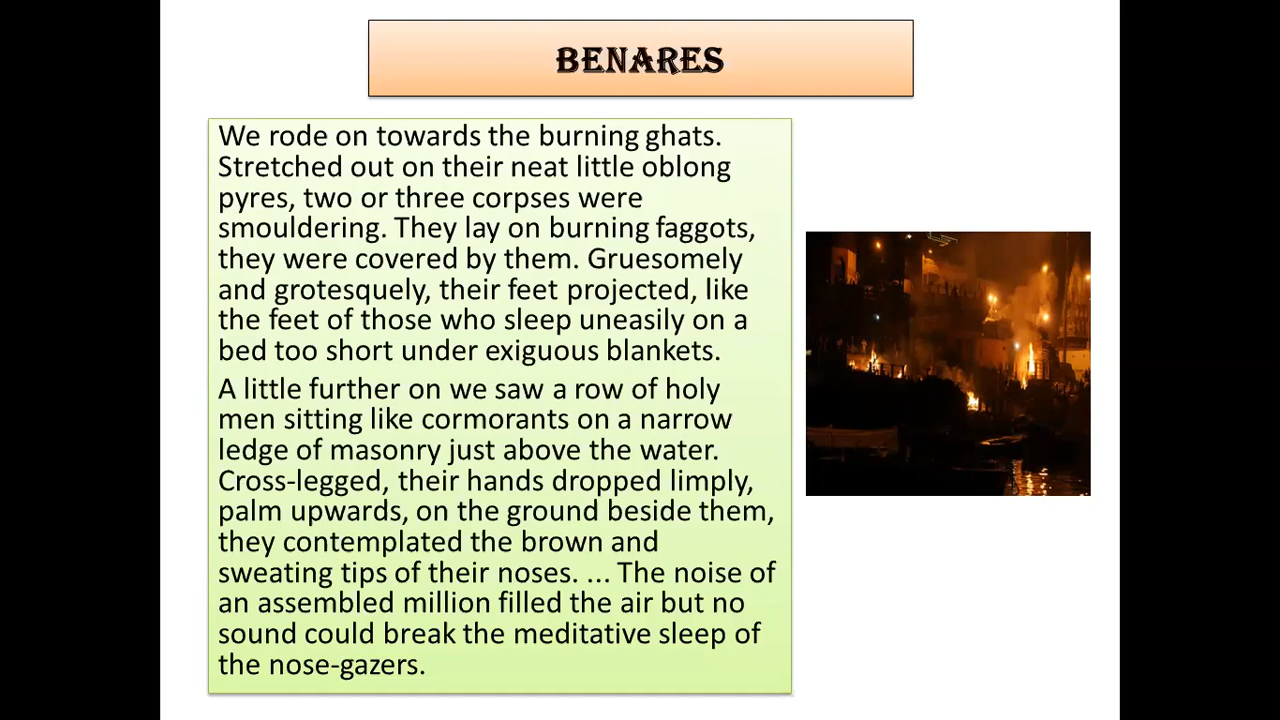 BENARES
We rode on towards the burning ghats.
Stretched out on their neat little oblong
pyres, two or three corpses were
smouldering. They lay on burning faggots,
they were covered by them. Gruesomely
and grotesquely, their feet projected, like
the feet of those who sleep uneasily on a
bed too short under exiguous blankets.
A little further on we saw a row of holy
men sitting like cormorants on a narrow
ledge of masonry just above the water.
Cross-legged, their hands dropped limply,
palm upwards, on the ground beside them,
they contemplated the brown and
sweating tips of their noses. ... The noise of
an assembled million filled the air but no
sound could break the meditative sleep of
the nose-gazers.